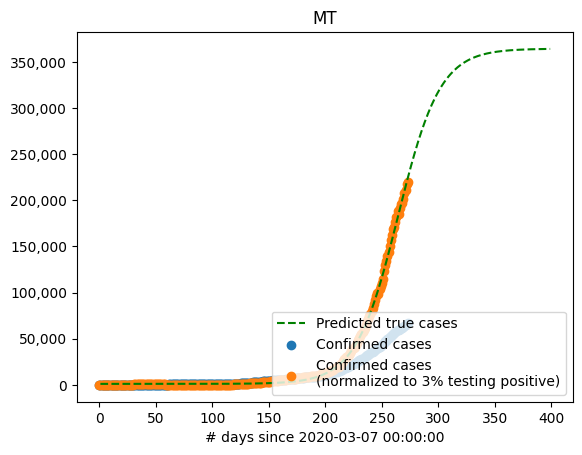 MT
350,000
300,000
250,000
200,000
150,000
100,000
50,000
0
Predicted true cases
Confirmed cases
Confirmed cases
(normalized to 3% testing positive)
0 50 100 150 200 250 300 350 400
# days since 2020-03-07 00:00:00